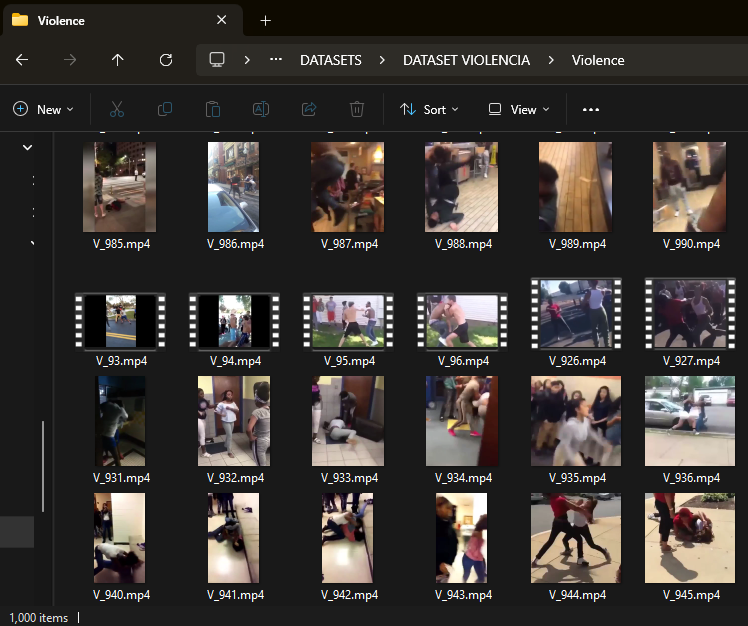 Violence
DATASETS > DATASET VIOLENCIA > Violence
New Sort View
V_985.mp4 V_986.mp4 V_987.mp4 V_988.mp4 V_989.mp4 V_990.mp4
V_93.mp4 V_94.mp4 V_95.mp4 V_96.mp4 V_926.mp4 V_927.mp4
V_931.mp4 V_932.mp4 V_933.mp4 V_934.mp4 V_935.mp4 V_936.mp4
V_940.mp4 V_941.mp4 V_942.mp4 V_943.mp4 V_944.mp4 V_945.mp4
1,000 items